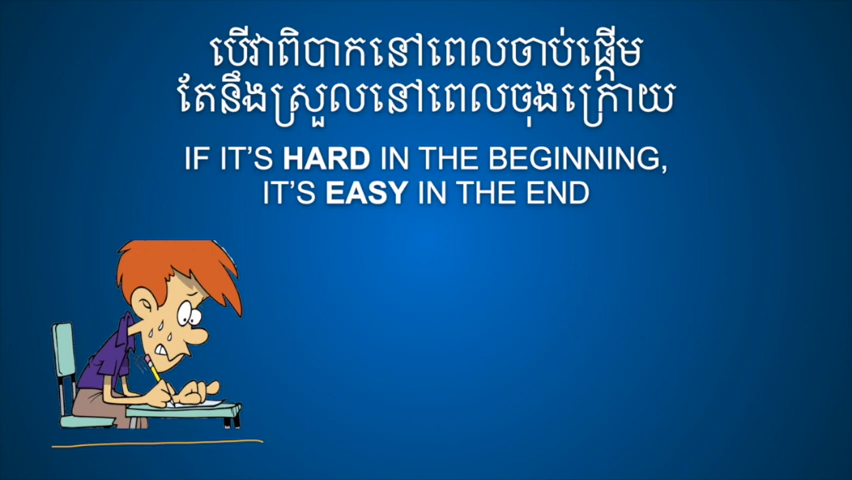 បើវាពិបាកនៅពេលចាប់ផ្ដើម
តែនឹងស្រួលនៅពេលចុងក្រោយ
IF IT'S HARD IN THE BEGINNING,
IT'S EASY IN THE END